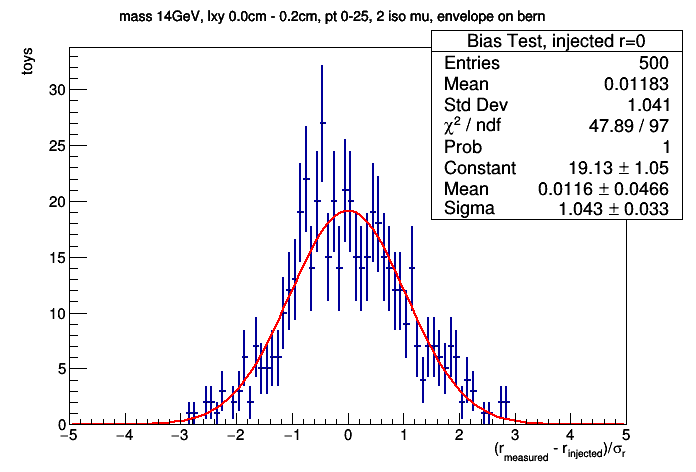 mass 14GeV, lxy 0.0cm - 0.2cm, pt 0-25, 2 iso mu, envelope on bern
Bias Test, injected r=0
Entries 500
Mean 0.01183
Std Dev 1.041
χ² / ndf 47.89 / 97
Prob 1
Constant 19.13 ± 1.05
Mean 0.0116 ± 0.0466
Sigma 1.043 ± 0.033
toys
30
25
20
15
10
5
0
−5 −4 −3 −2 −1 0 1 2 3 4 5
(r_measured - r_injected)/σ_r